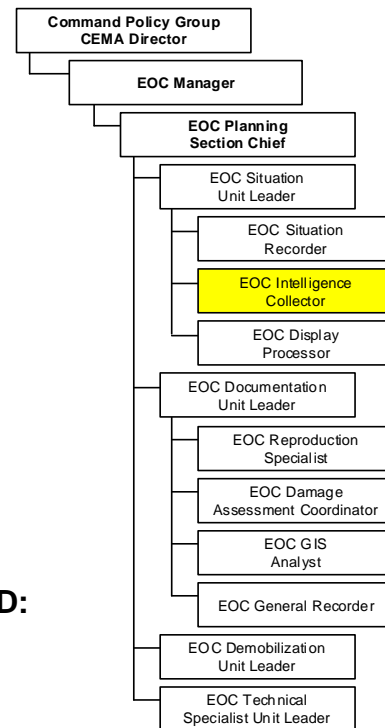 Command Policy Group
CEMA Director
EOC Manager
EOC Planning
Section Chief
EOC Situation
Unit Leader
EOC Situation
Recorder
EOC Intelligence
Collector
EOC Display
Processor
EOC Documentation
Unit Leader
EOC Reproduction
Specialist
EOC Damage
Assessment Coordinator
EOC GIS
Analyst
D:
EOC General Recorder
EOC Demobilization
Unit Leader
EOC Technical
Specialist Unit Leader